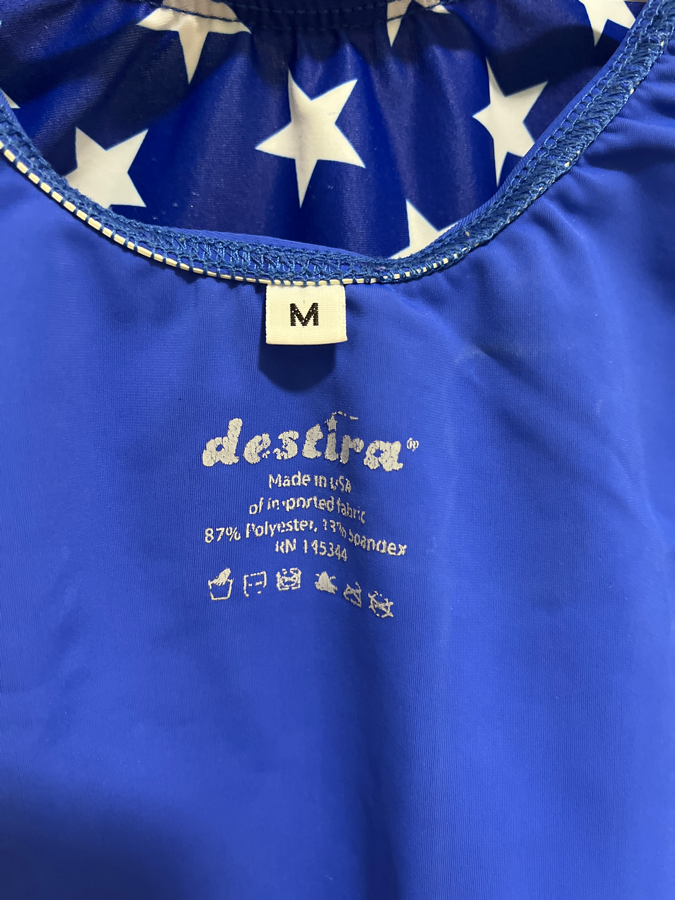 M
destira®
Made in USA
of imported fabric
87% Polyester, 13% Spandex
RN 145344